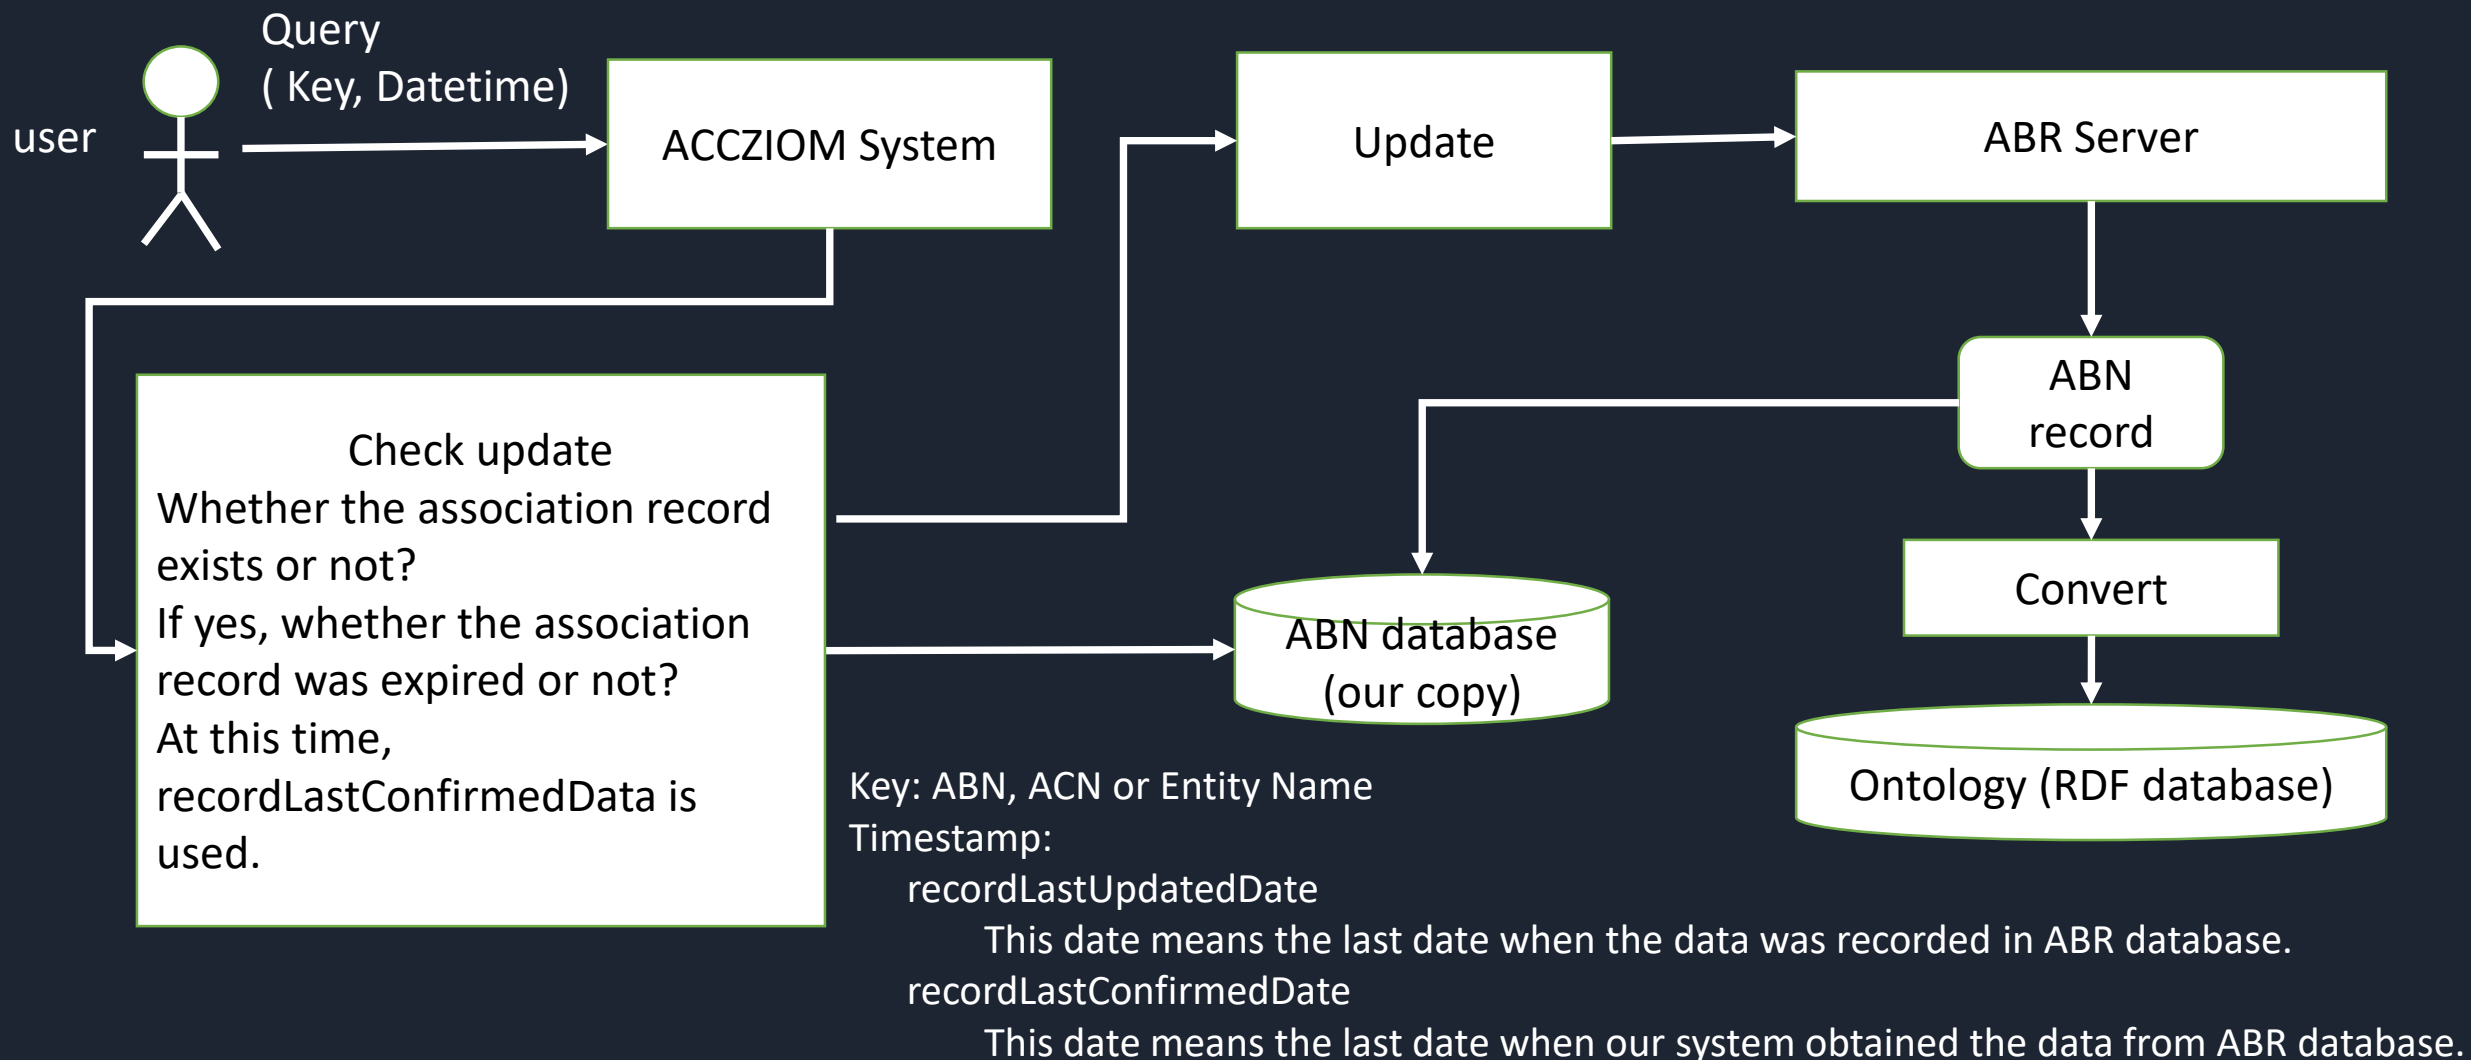 Query
( Key, Datetime)
user
ACCZIOM System
Update
ABR Server
ABN
record
Check update
Whether the association record
exists or not?
If yes, whether the association
record was expired or not?
At this time,
recordLastConfirmedData is
used.
Convert
ABN database
(our copy)
Ontology (RDF database)
Key: ABN, ACN or Entity Name
Timestamp:
recordLastUpdatedDate
This date means the last date when the data was recorded in ABR database.
recordLastConfirmedDate
This date means the last date when our system obtained the data from ABR database.